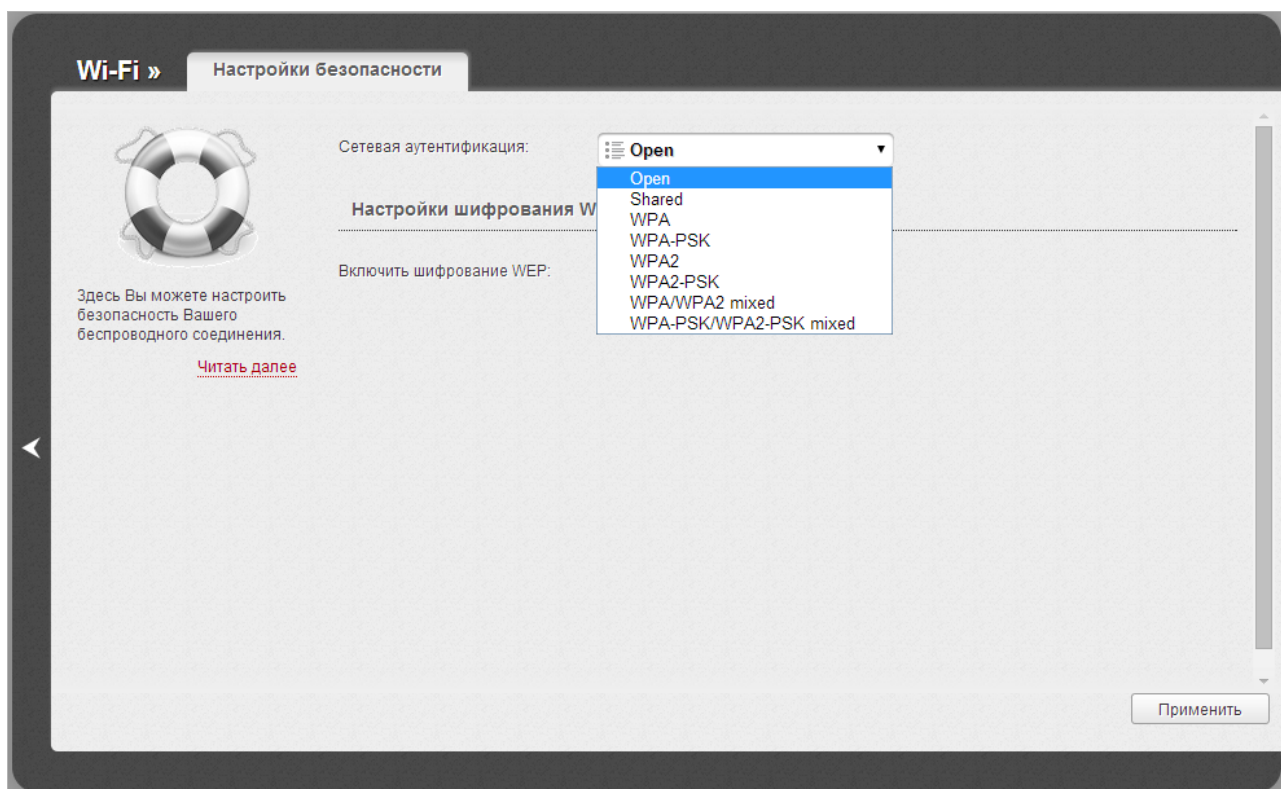 Wi-Fi »
Настройки безопасности
Здесь Вы можете настроить
безопасность Вашего
беспроводного соединения.
Читать далее
Сетевая аутентификация:
Open
Open
Shared
WPA
WPA-PSK
WPA2
WPA2-PSK
WPA/WPA2 mixed
WPA-PSK/WPA2-PSK mixed
Настройки шифрования W
Включить шифрование WEP:
Применить